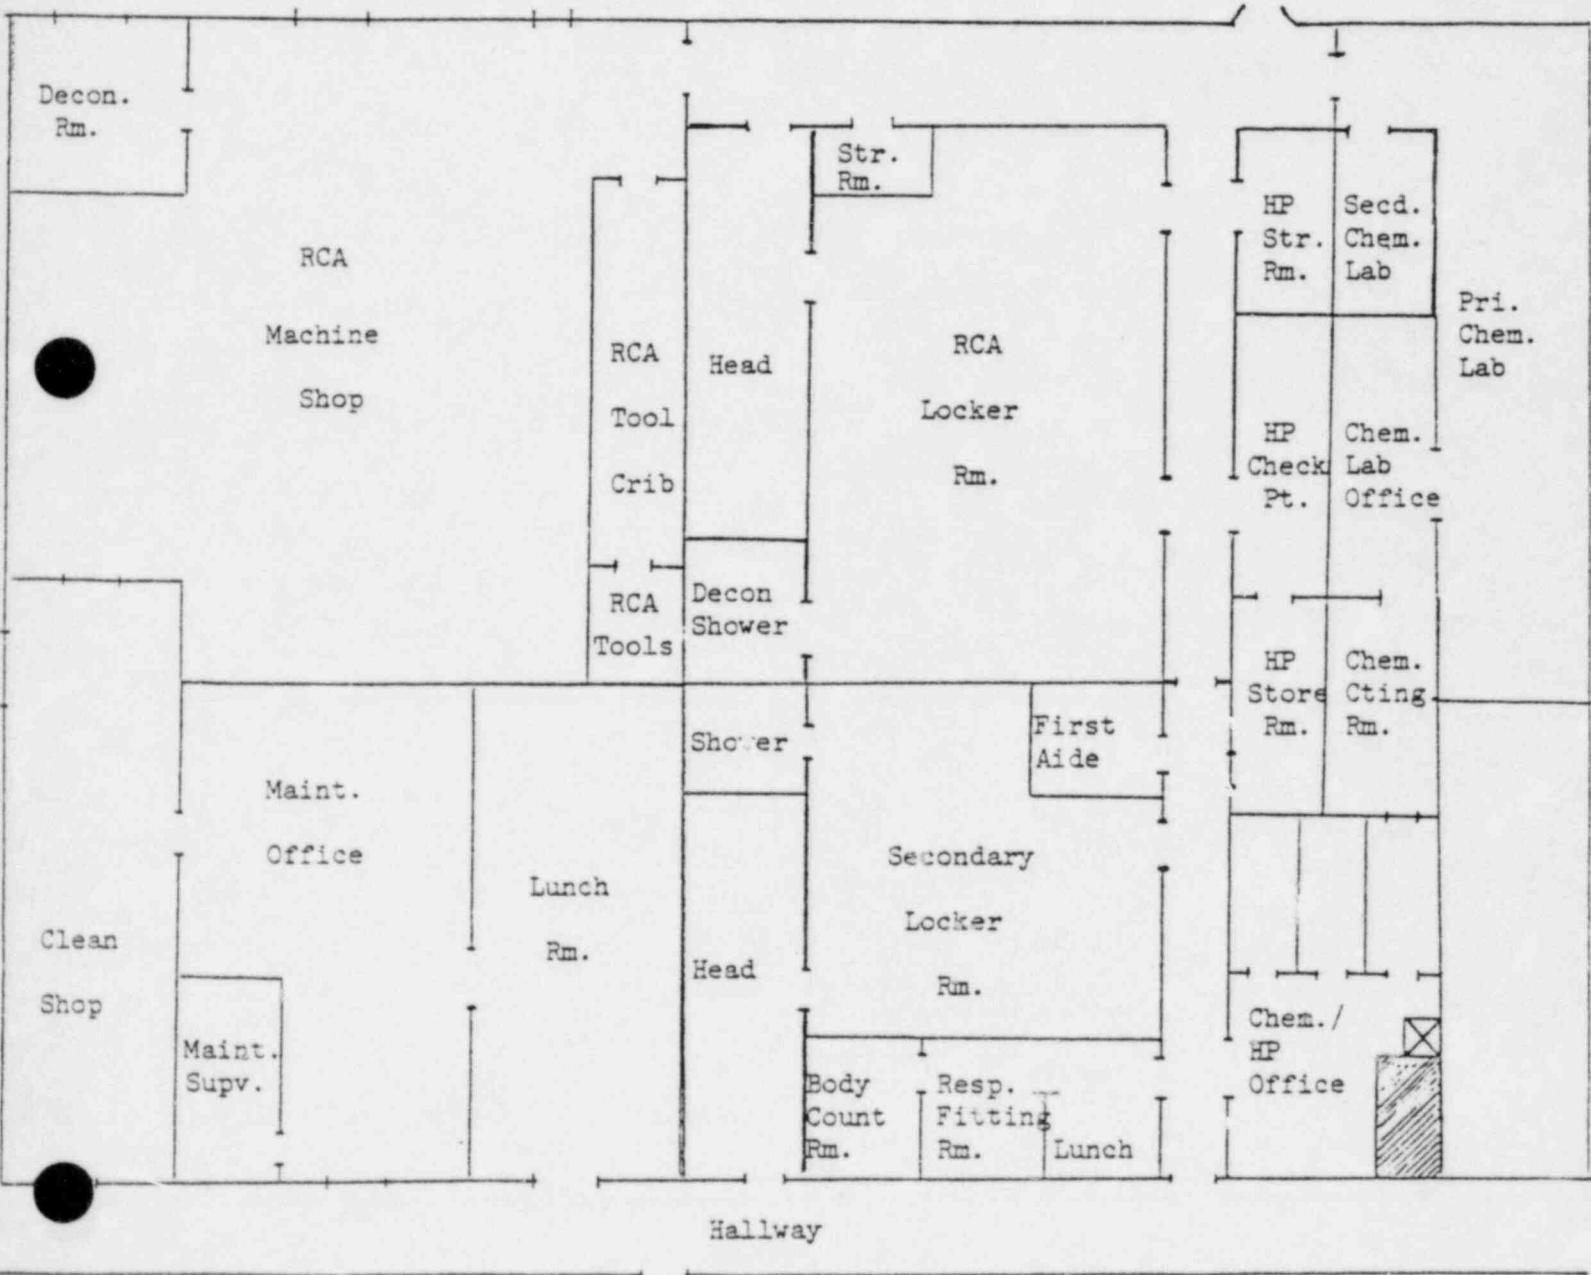 Decon.
Rm.
Str.
Rm.
HP
Str.
Rm.
Secd.
Chem.
Lab
RCA
Machine
Shop
Pri.
Chem.
Lab
RCA
Tool
Crib
Head
RCA
Locker
Rm.
HP
Check
Pt.
Chem.
Lab
Office
RCA
Tools
Decon
Shower
HP
Store
Rm.
Chem.
Cting
Rm.
Shower
First
Aide
Maint.
Office
Lunch
Rm.
Secondary
Locker
Rm.
Clean
Shop
Head
Maint.
Supv.
Body
Count
Rm.
Resp.
Fitting
Rm.
Lunch
Chem./
HP
Office
Hallway